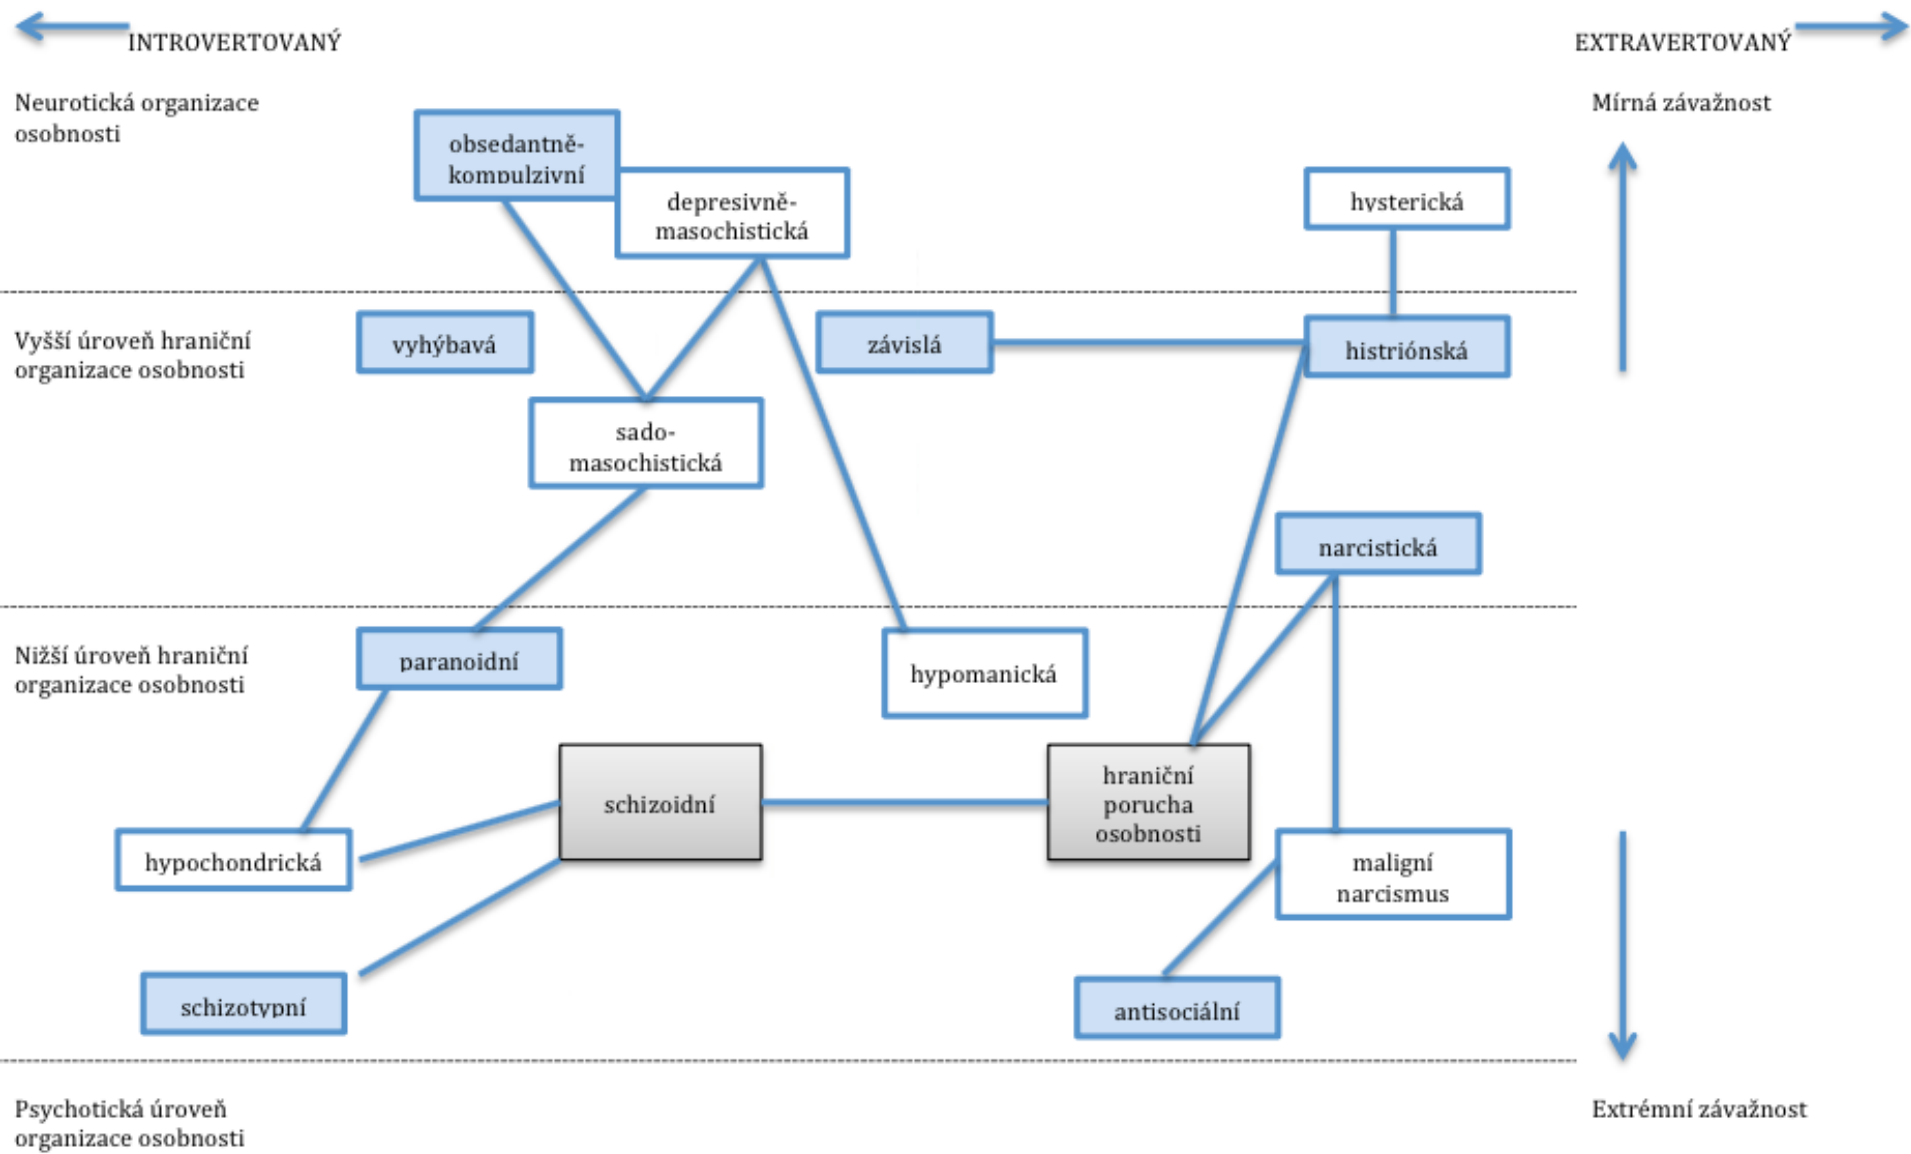 INTROVERTOVANÝ
EXTRAVERTOVANÝ
Neurotická organizace
osobnosti
Mírná závažnost
obsedantně-
kompulzivní
depresivně-
masochistická
hysterická
Vyšší úroveň hraniční
organizace osobnosti
vyhýbavá
závislá
histriónská
sado-
masochistická
narcistická
Nižší úroveň hraniční
organizace osobnosti
paranoidní
hypomanická
schizoidní
hraniční
porucha
osobnosti
hypochondrická
maligní
narcismus
schizotypní
antisociální
Psychotická úroveň
organizace osobnosti
Extrémní závažnost